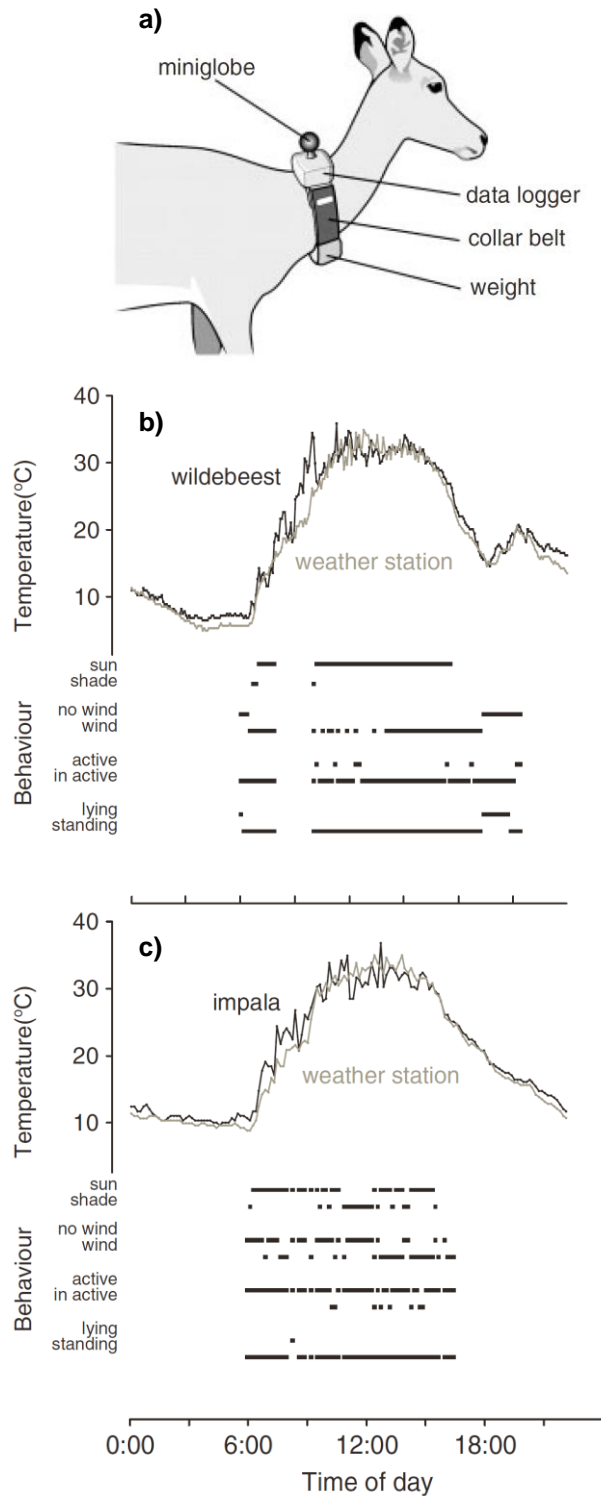 a)
miniglobe
data logger
collar belt
weight
b)
40
30
20
10
Temperature(ºC)
wildebeest
weather station
Behaviour
sun
shade
no wind
wind
active
in active
lying
standing
c)
40
30
20
10
Temperature(ºC)
impala
weather station
Behaviour
sun
shade
no wind
wind
active
in active
lying
standing
0:00 6:00 12:00 18:00
Time of day